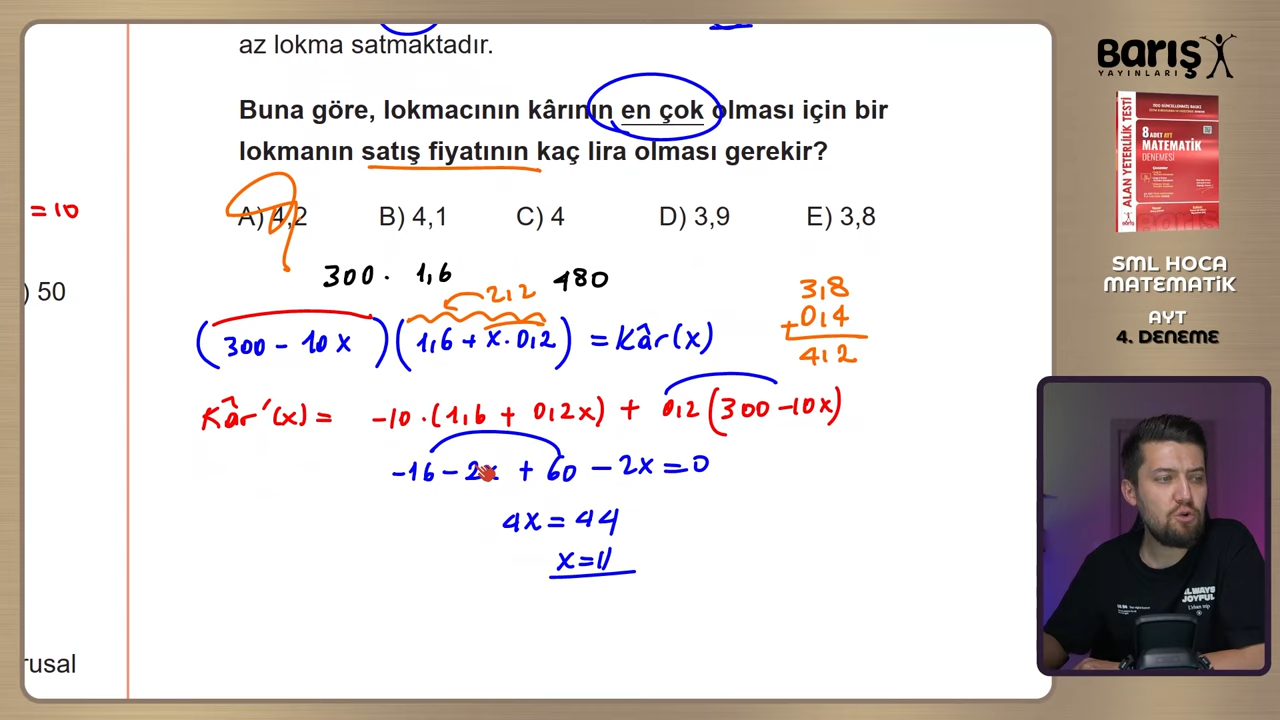 az lokma satmaktadır.
Buna göre, lokmacının kârının en çok olması için bir
lokmanın satış fiyatının kaç lira olması gerekir?
A) 4,2 B) 4,1 C) 4 D) 3,9 E) 3,8
= 10
) 50
rusal
300 · 1,6 480
2,2
(300 - 10x)(1,6 + x·0,2) = Kâr(x)
3,8
+0,4
4,2
Kâr'(x) = -10·(1,6 + 0,2x) + 0,2(300 - 10x)
-16 - 2x + 60 - 2x = 0
4x = 44
x = 11
BARIŞ
YAYINLARI
ALAN YETERLİLİK TESTİ
8 ADET AYT
MATEMATİK
DENEMESİ
SML HOCA
MATEMATİK
AYT
4. DENEME
ALWAYS
JOYFUL